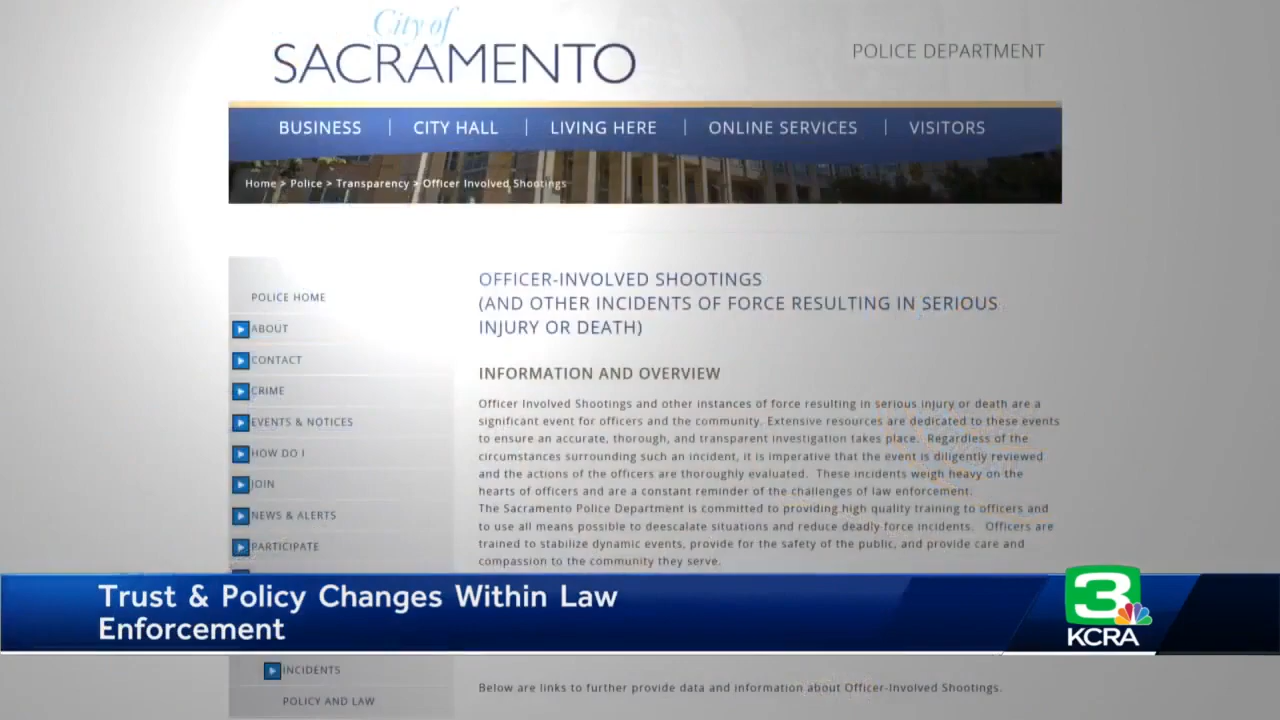 City of
SACRAMENTO
POLICE DEPARTMENT
BUSINESS | CITY HALL | LIVING HERE | ONLINE SERVICES | VISITORS
Home > Police > Transparency > Officer Involved Shootings
POLICE HOME
ABOUT
CONTACT
CRIME
EVENTS & NOTICES
HOW DO I
JOIN
NEWS & ALERTS
PARTICIPATE
OFFICER-INVOLVED SHOOTINGS
(AND OTHER INCIDENTS OF FORCE RESULTING IN SERIOUS
INJURY OR DEATH)
INFORMATION AND OVERVIEW
Officer Involved Shootings and other instances of force resulting in serious injury or death are a
significant event for officers and the community. Extensive resources are dedicated to these events
to ensure an accurate, thorough, and transparent investigation takes place. Regardless of the
circumstances surrounding such an incident, it is imperative that the event is diligently reviewed
and the actions of the officers are thoroughly evaluated. These incidents weigh heavy on the
hearts of officers and are a constant reminder of the challenges of law enforcement.
The Sacramento Police Department is committed to providing high quality training to officers and
to use all means possible to deescalate situations and reduce deadly force incidents. Officers are
trained to stabilize dynamic events, provide for the safety of the public, and provide care and
compassion to the community they serve.
Trust & Policy Changes Within Law
Enforcement
3
KCRA
INCIDENTS
POLICY AND LAW
Below are links to further provide data and information about Officer-Involved Shootings.